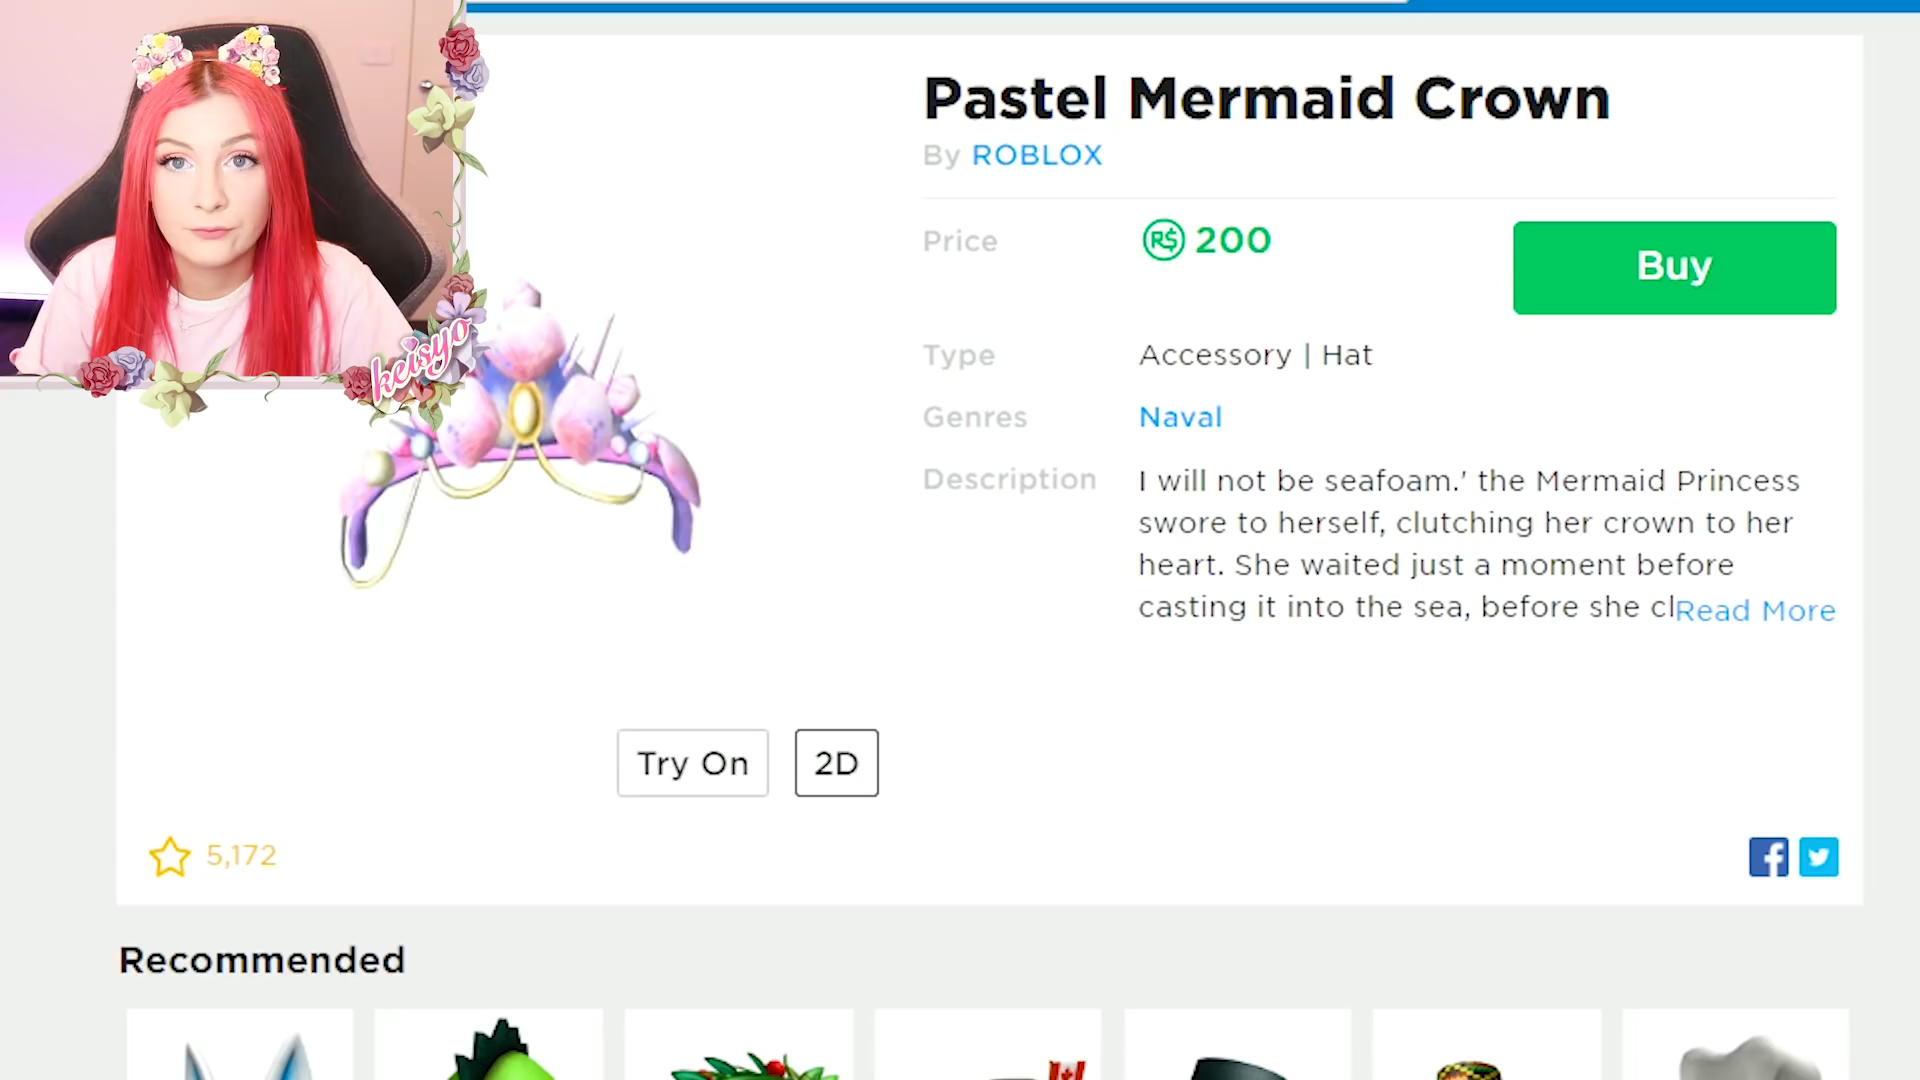 keisyo
Pastel Mermaid Crown
By ROBLOX
Price
R$ 200
Buy
Type
Accessory | Hat
Genres
Naval
Description
I will not be seafoam.' the Mermaid Princess
swore to herself, clutching her crown to her
heart. She waited just a moment before
casting it into the sea, before she cl
Read More
Try On
2D
5,172
Recommended